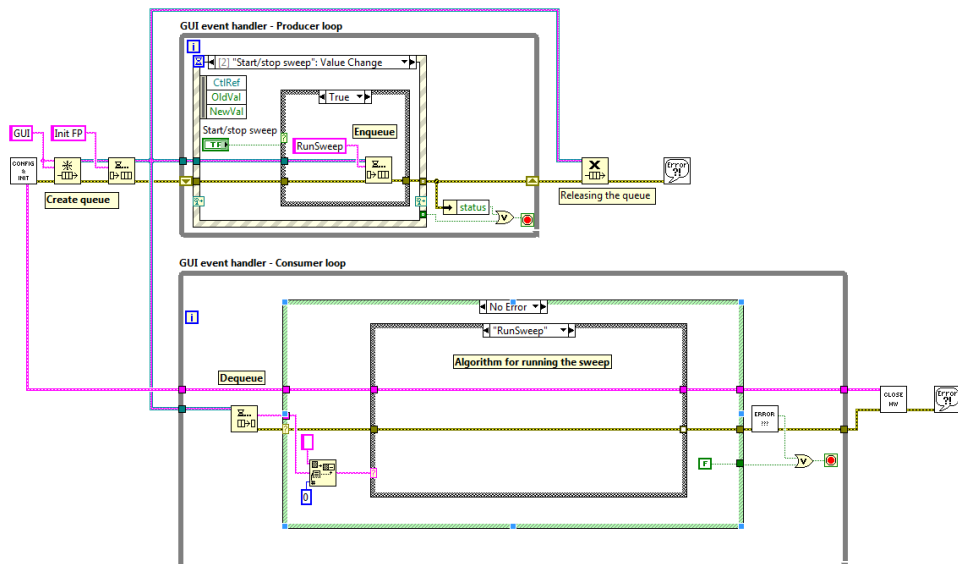 GUI event handler - Producer loop
i
[2] "Start/stop sweep": Value Change
CtlRef
OldVal
NewVal
True
Start/stop sweep
TF
Enqueue
RunSweep
GUI
Init FP
CONFIG
&
INIT
Create queue
status
V
Releasing the queue
Error
?!
GUI event handler - Consumer loop
i
No Error
"RunSweep"
Algorithm for running the sweep
Dequeue
0
F
ERROR
???
V
CLOSE
HW
Error
?!